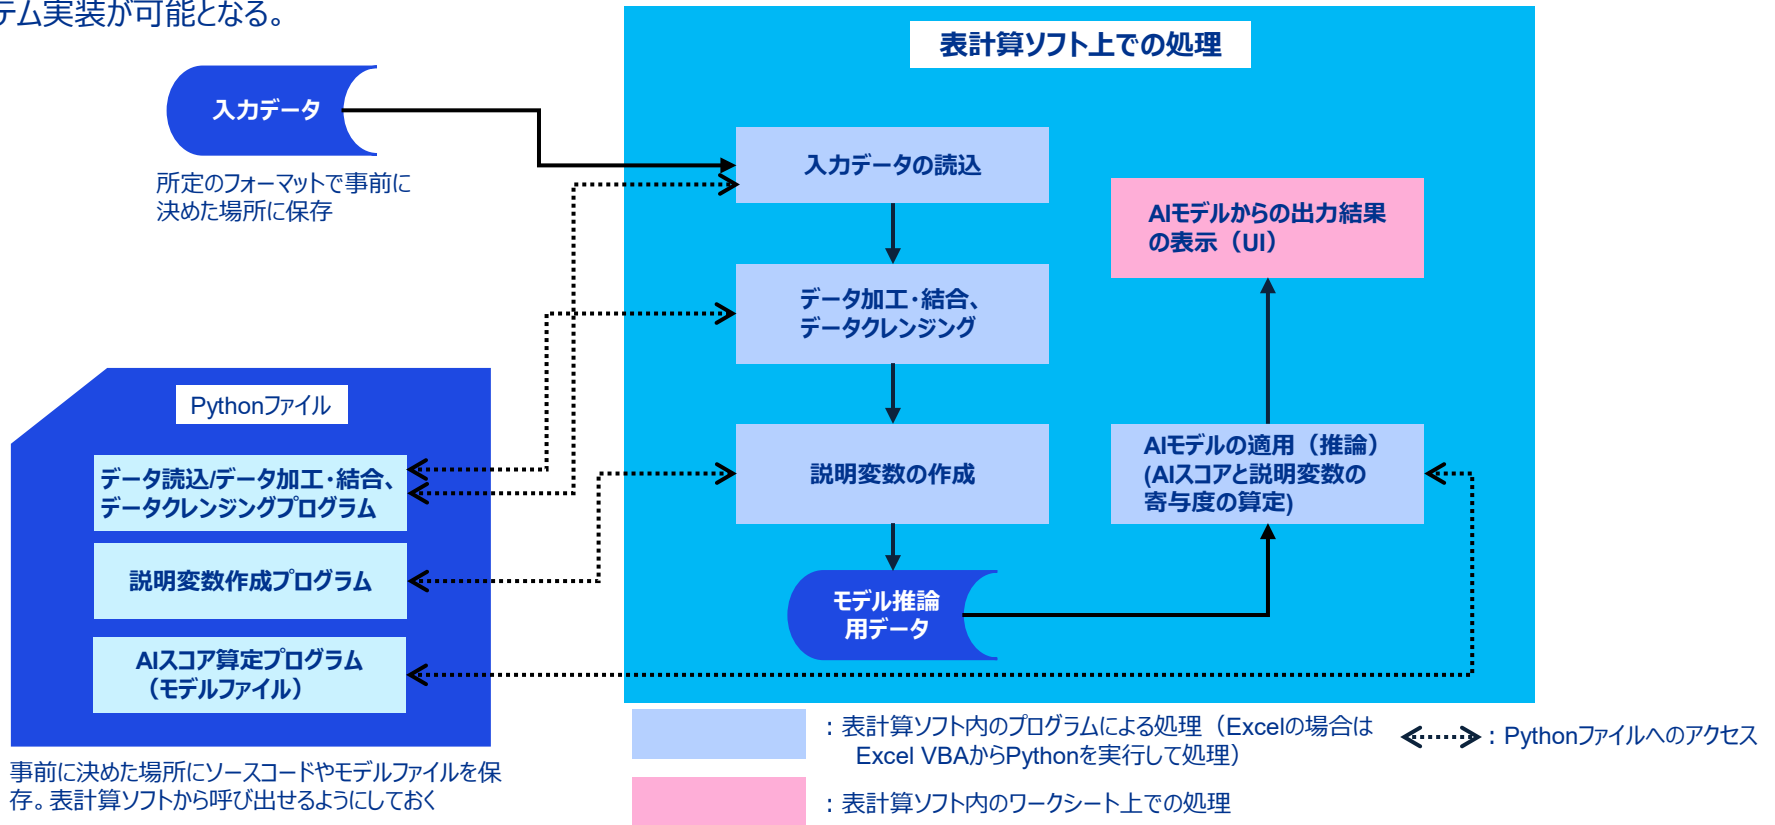 テム実装が可能となる。
表計算ソフト上での処理
入力データ
所定のフォーマットで事前に
決めた場所に保存
入力データの読込
データ加工・結合、
データクレンジング
説明変数の作成
モデル推論
用データ
AIモデルからの出力結果
の表示（UI）
AIモデルの適用（推論）
(AIスコアと説明変数の
寄与度の算定)
Pythonファイル
データ読込/データ加工・結合、
データクレンジングプログラム
説明変数作成プログラム
AIスコア算定プログラム
（モデルファイル）
事前に決めた場所にソースコードやモデルファイルを保
存。表計算ソフトから呼び出せるようにしておく
：表計算ソフト内のプログラムによる処理（Excelの場合は
Excel VBAからPythonを実行して処理）
：Pythonファイルへのアクセス
：表計算ソフト内のワークシート上での処理